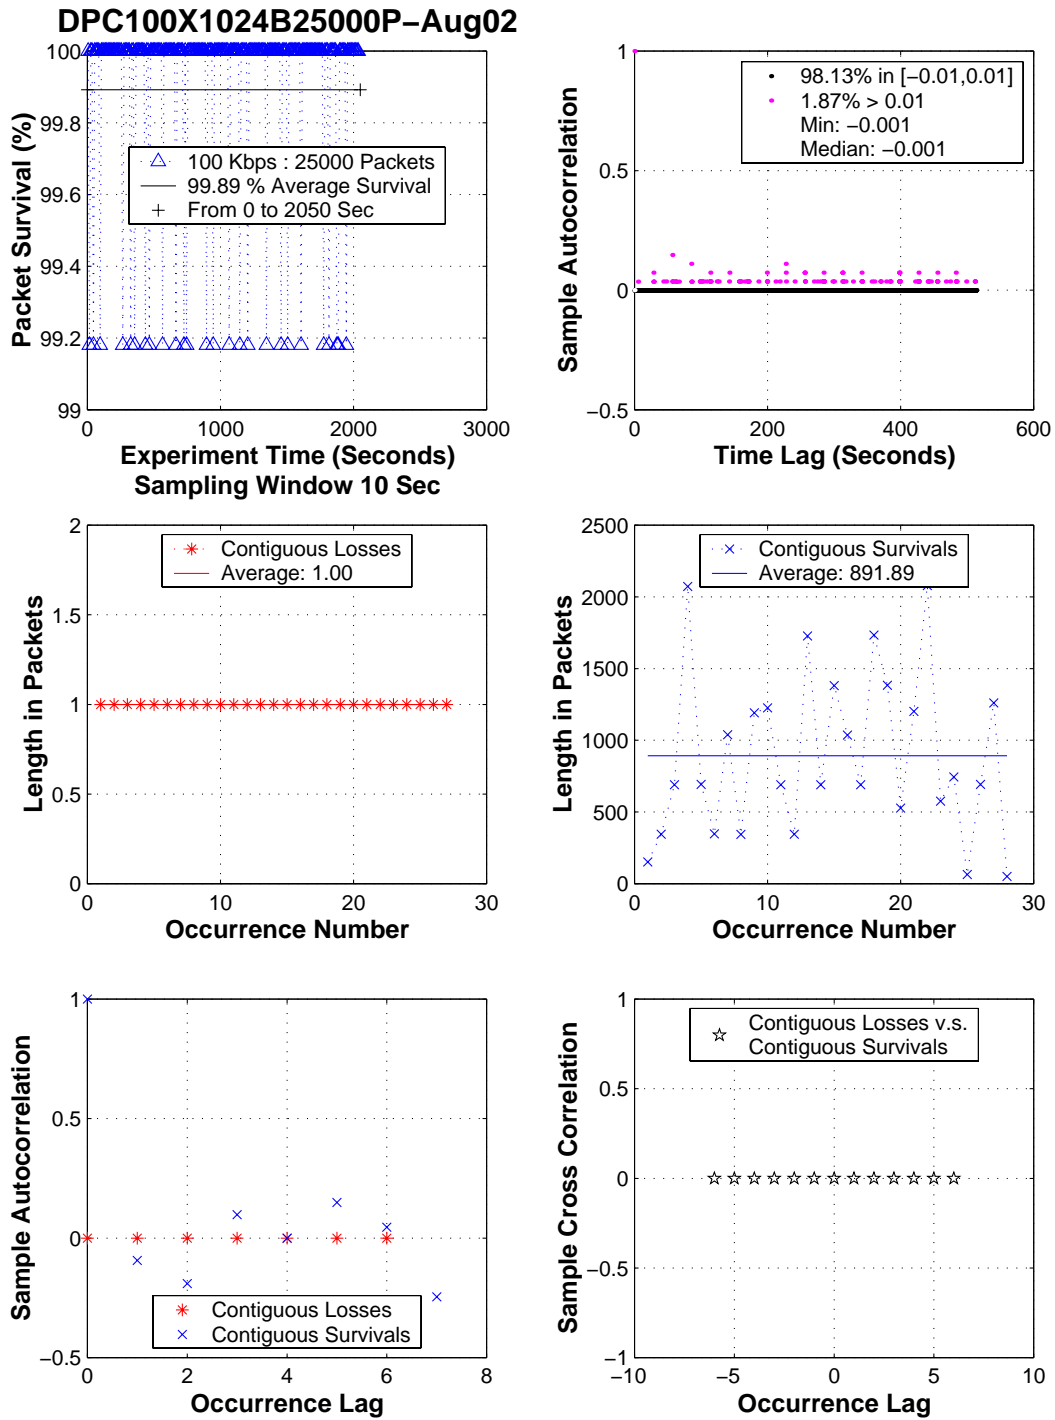 DPC100X1024B25000P−Aug02
Packet Survival (%)
100
99.8
99.6
99.4
99.2
99
100 Kbps : 25000 Packets
99.89 % Average Survival
From 0 to 2050 Sec
0
1000
2000
3000
Experiment Time (Seconds)
Sampling Window 10 Sec
Sample Autocorrelation
1
0.5
0
−0.5
98.13% in [−0.01,0.01]
1.87% > 0.01
Min: −0.001
Median: −0.001
0
200
400
600
Time Lag (Seconds)
Length in Packets
2
1.5
1
0.5
0
Contiguous Losses
Average: 1.00
0
10
20
30
Occurrence Number
Length in Packets
2500
2000
1500
1000
500
0
Contiguous Survivals
Average: 891.89
0
10
20
30
Occurrence Number
Sample Autocorrelation
1
0.5
0
−0.5
Contiguous Losses
Contiguous Survivals
0
2
4
6
8
Occurrence Lag
Sample Cross Correlation
1
0.5
0
−0.5
−1
Contiguous Losses v.s.
Contiguous Survivals
−10
−5
0
5
10
Occurrence Lag